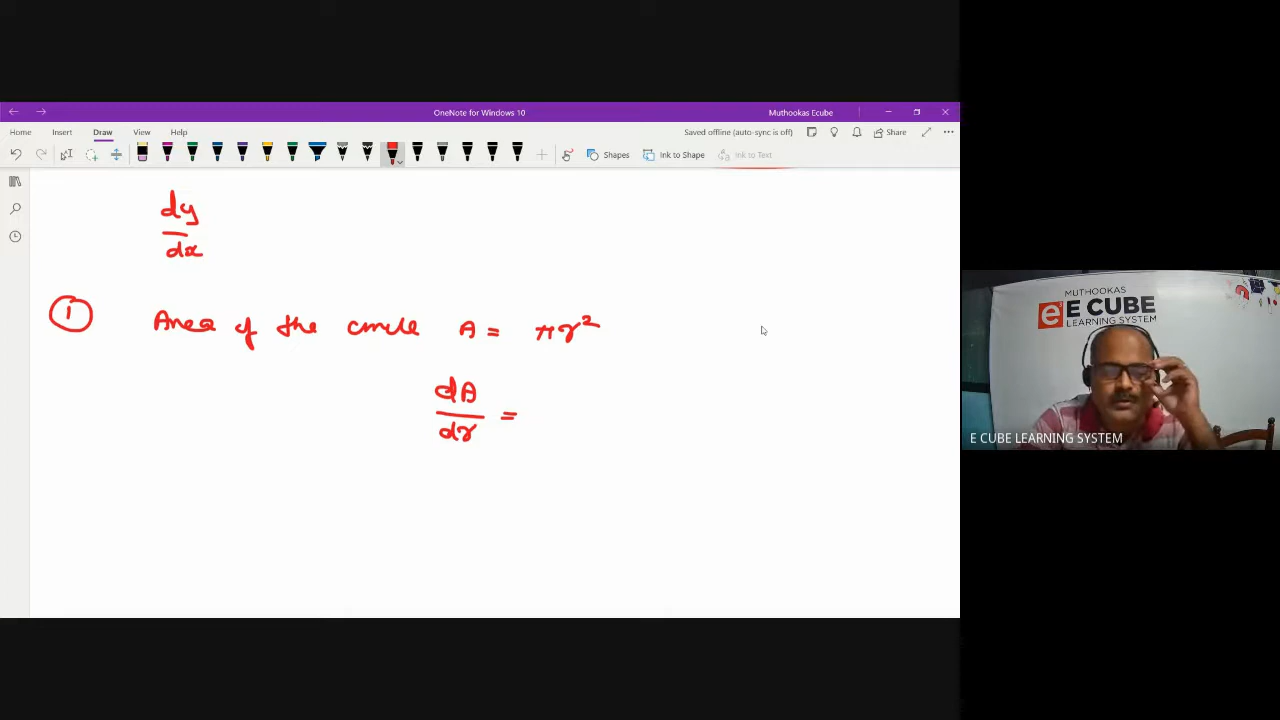 OneNote for Windows 10
Muthookas Ecube
Home Insert Draw View Help
Saved offline (auto-sync is off)
Share
Shapes
Ink to Shape
Ink to Text
dy
dx
1 Area of the circle A = πr²
dA
dr =
MUTHOOKAS
e³ E CUBE
LEARNING SYSTEM
E CUBE LEARNING SYSTEM